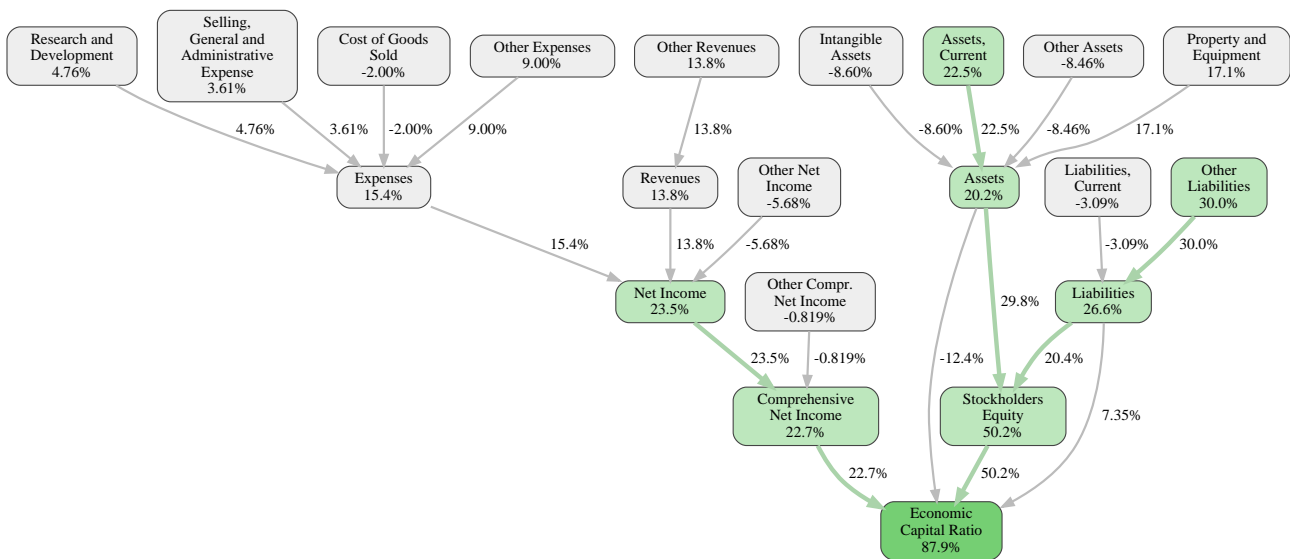 Research and
Development
4.76%
Selling,
General and
Administrative
Expense
3.61%
Cost of Goods
Sold
-2.00%
Other Expenses
9.00%
Other Revenues
13.8%
Intangible
Assets
-8.60%
Assets,
Current
22.5%
Other Assets
-8.46%
Property and
Equipment
17.1%
4.76%
3.61%
-2.00%
9.00%
13.8%
-8.60%
22.5%
-8.46%
17.1%
Expenses
15.4%
Revenues
13.8%
Other Net
Income
-5.68%
Assets
20.2%
Liabilities,
Current
-3.09%
Other
Liabilities
30.0%
15.4%
13.8%
-5.68%
-3.09%
30.0%
Net Income
23.5%
Other Compr.
Net Income
-0.819%
29.8%
Liabilities
26.6%
23.5%
-0.819%
-12.4%
20.4%
Comprehensive
Net Income
22.7%
Stockholders
Equity
50.2%
7.35%
22.7%
50.2%
Economic
Capital Ratio
87.9%